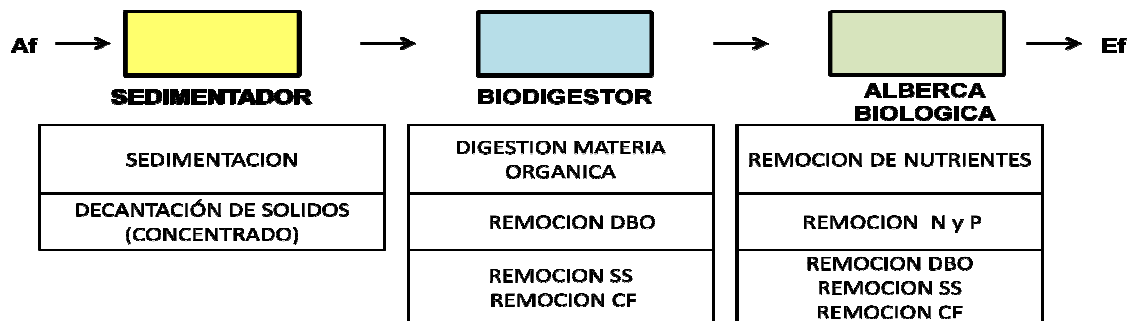 Af
Ef
SEDIMENTADOR
BIODIGESTOR
ALBERCA
BIOLOGICA
SEDIMENTACION
DECANTACIÓN DE SOLIDOS
(CONCENTRADO)
DIGESTION MATERIA
ORGANICA
REMOCION DBO
REMOCION SS
REMOCION CF
REMOCION DE NUTRIENTES
REMOCION N y P
REMOCION DBO
REMOCION SS
REMOCION CF